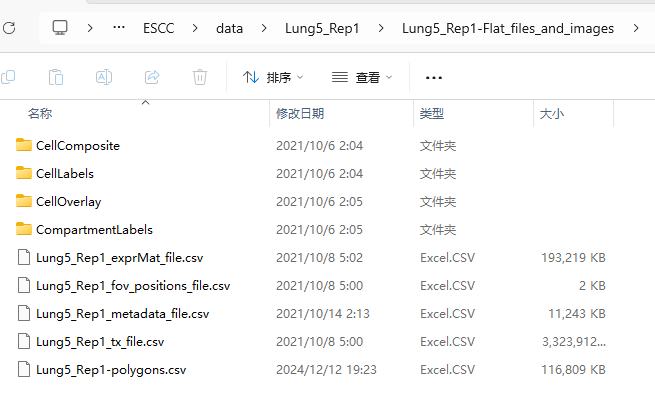 ESCC data Lung5_Rep1 Lung5_Rep1-Flat_files_and_images
排序 查看
名称 修改日期 类型 大小
CellComposite 2021/10/6 2:04 文件夹
CellLabels 2021/10/6 2:04 文件夹
CellOverlay 2021/10/6 2:05 文件夹
CompartmentLabels 2021/10/6 2:05 文件夹
Lung5_Rep1_exprMat_file.csv 2021/10/8 5:02 Excel.CSV 193,219 KB
Lung5_Rep1_fov_positions_file.csv 2021/10/8 5:00 Excel.CSV 2 KB
Lung5_Rep1_metadata_file.csv 2021/10/14 2:13 Excel.CSV 11,243 KB
Lung5_Rep1_tx_file.csv 2021/10/8 5:00 Excel.CSV 3,323,912...
Lung5_Rep1-polygons.csv 2024/12/12 19:23 Excel.CSV 116,809 KB